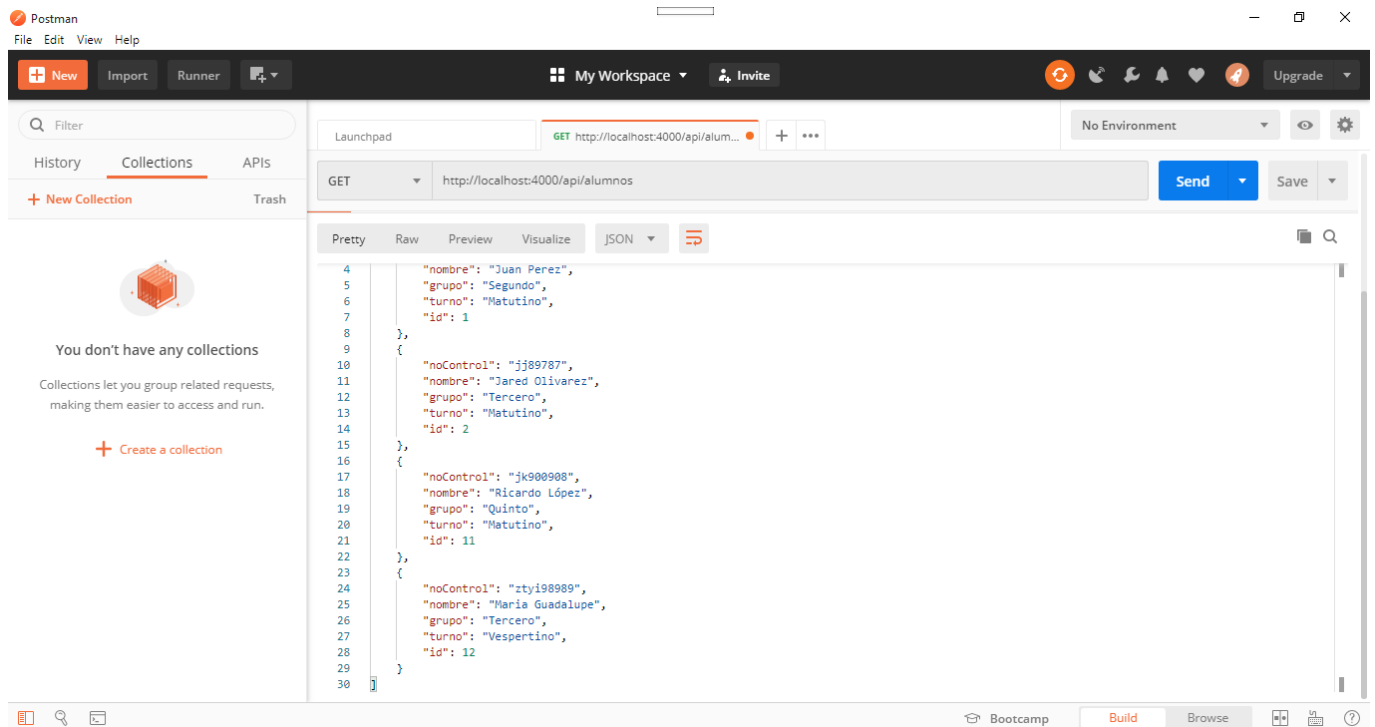 Postman
File Edit View Help
New Import Runner My Workspace Invite Upgrade
Filter
History Collections APIs
+ New Collection Trash
You don't have any collections
Collections let you group related requests,
making them easier to access and run.
+ Create a collection
Launchpad GET http://localhost:4000/api/alum... + ••• No Environment
GET http://localhost:4000/api/alumnos Send Save
Pretty Raw Preview Visualize JSON
4 "nombre": "Juan Perez",
5 "grupo": "Segundo",
6 "turno": "Matutino",
7 "id": 1
8 },
9 {
10 "noControl": "jj89787",
11 "nombre": "Jared Olivarez",
12 "grupo": "Tercero",
13 "turno": "Matutino",
14 "id": 2
15 },
16 {
17 "noControl": "jk900908",
18 "nombre": "Ricardo López",
19 "grupo": "Quinto",
20 "turno": "Matutino",
21 "id": 11
22 },
23 {
24 "noControl": "ztyi98989",
25 "nombre": "Maria Guadalupe",
26 "grupo": "Tercero",
27 "turno": "Vespertino",
28 "id": 12
29 }
30 ]
Bootcamp Build Browse